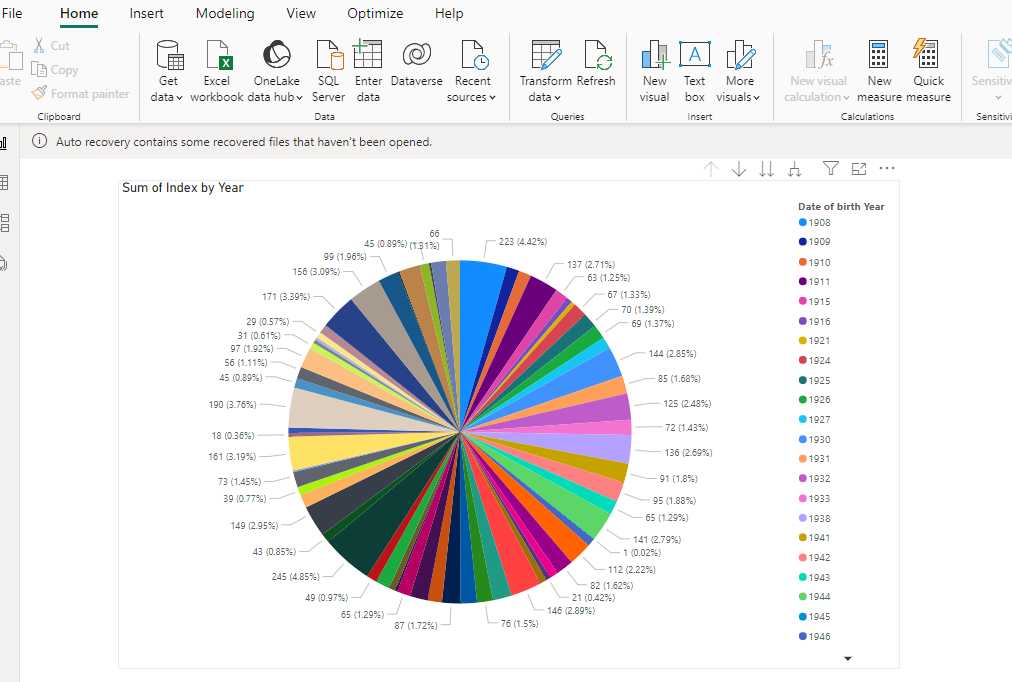 File Home Insert Modeling View Optimize Help
Cut
Copy
Format painter
Clipboard
Get data
Excel workbook
OneLake data hub
SQL Server
Enter data
Dataverse
Recent sources
Data
Transform data
Refresh
Queries
New visual
Text box
More visuals
Insert
New visual calculation
New measure
Quick measure
Calculations
Auto recovery contains some recovered files that haven't been opened.
Sum of Index by Year
66
45 (0.89%) (1.31%)
99 (1.96%)
156 (3.09%)
171 (3.39%)
29 (0.57%)
31 (0.61%)
97 (1.92%)
56 (1.11%)
45 (0.89%)
190 (3.76%)
18 (0.36%)
161 (3.19%)
73 (1.45%)
39 (0.77%)
149 (2.95%)
43 (0.85%)
245 (4.85%)
49 (0.97%)
65 (1.29%)
87 (1.72%)
223 (4.42%)
137 (2.71%)
63 (1.25%)
67 (1.33%)
70 (1.39%)
69 (1.37%)
144 (2.85%)
85 (1.68%)
125 (2.48%)
72 (1.43%)
136 (2.69%)
91 (1.8%)
95 (1.88%)
65 (1.29%)
141 (2.79%)
1 (0.02%)
112 (2.22%)
82 (1.62%)
21 (0.42%)
146 (2.89%)
76 (1.5%)
Date of birth Year
1908
1909
1910
1911
1915
1916
1921
1924
1925
1926
1927
1930
1931
1932
1933
1938
1941
1942
1943
1944
1945
1946